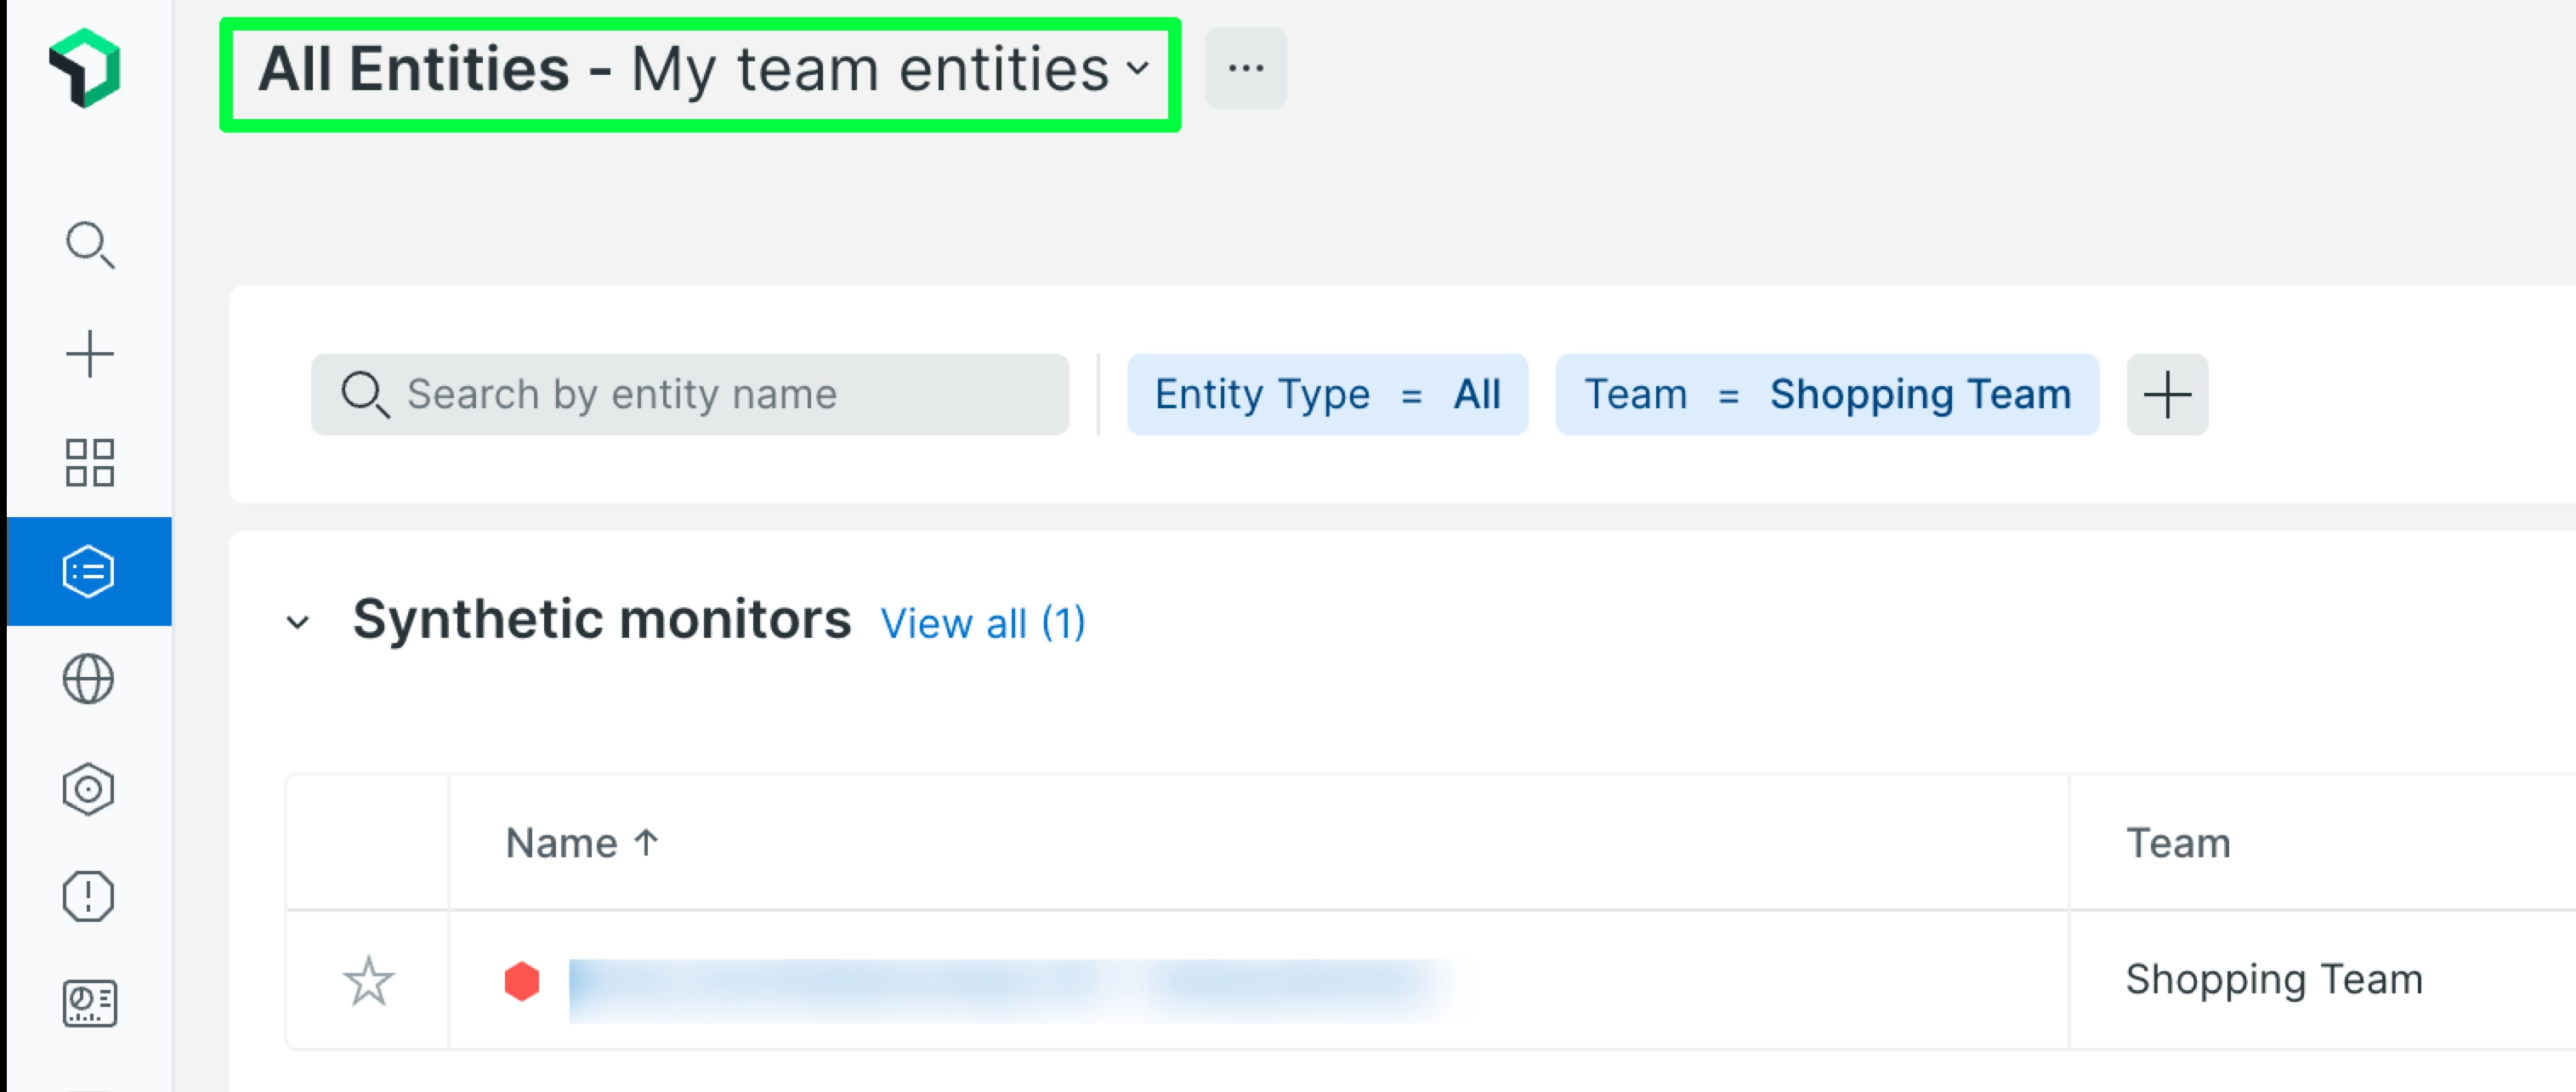 All Entities - My team entities
Search by entity name
Entity Type = All
Team = Shopping Team
Synthetic monitors View all (1)
Name ↑
Team
Shopping Team